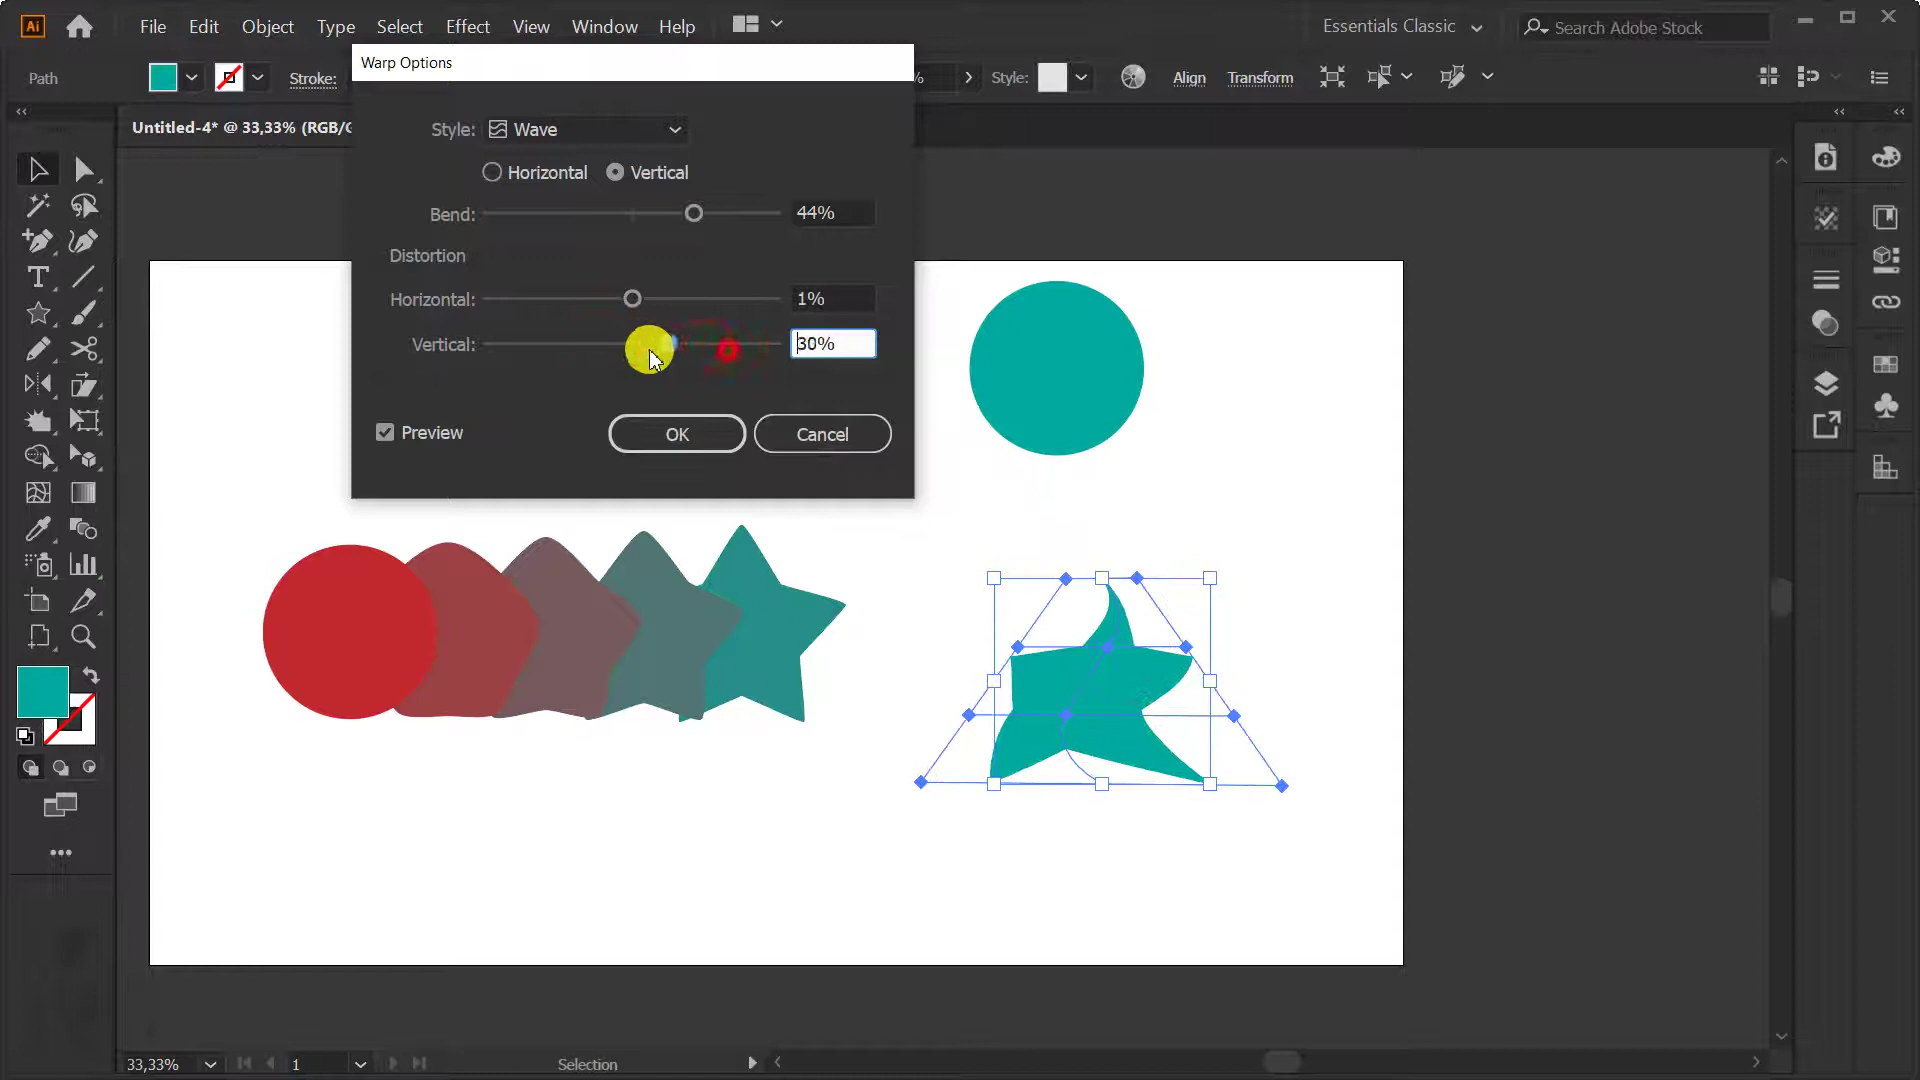 Ai File Edit Object Type Select Effect View Window Help Essentials Classic Search Adobe Stock
Path Stroke: % Style: Align Transform
Warp Options
Untitled-4* @ 33,33% (RGB/G
Style: Wave
Horizontal Vertical
Bend: 44%
Distortion
Horizontal: 1%
Vertical: 30%
Preview OK Cancel
33,33% 1 Selection